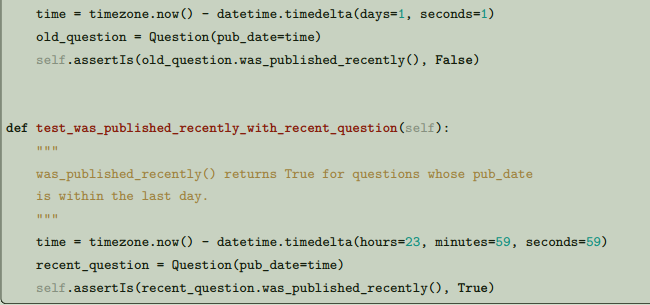 time = timezone.now() - datetime.timedelta(days=1, seconds=1)
old_question = Question(pub_date=time)
self.assertIs(old_question.was_published_recently(), False)
def test_was_published_recently_with_recent_question(self):
"""
was_published_recently() returns True for questions whose pub_date
is within the last day.
"""
time = timezone.now() - datetime.timedelta(hours=23, minutes=59, seconds=59)
recent_question = Question(pub_date=time)
self.assertIs(recent_question.was_published_recently(), True)